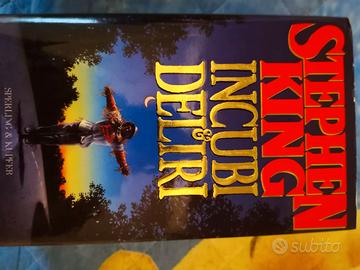 STEPHEN
KING
INCUBI
&
DELIRI
SPERLING & KUPFER
subito